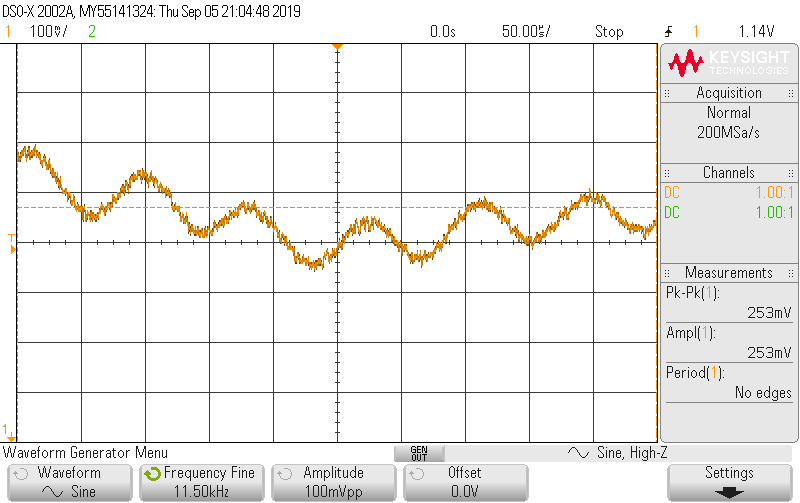 DSO-X 2002A, MY55141324: Thu Sep 05 21:04:48 2019
1 100mV/ 2 0.0s 50.00us/ Stop 1 1.14V
KEYSIGHT
TECHNOLOGIES
Acquisition
Normal
200MSa/s
Channels
DC 1.00:1
DC 1.00:1
Measurements
Pk-Pk(1):
253mV
Ampl(1):
253mV
Period(1):
No edges
T
1
Waveform Generator Menu GEN OUT Sine, High-Z
Waveform
Sine
Frequency Fine
11.50kHz
Amplitude
100mVpp
Offset
0.0V
Settings